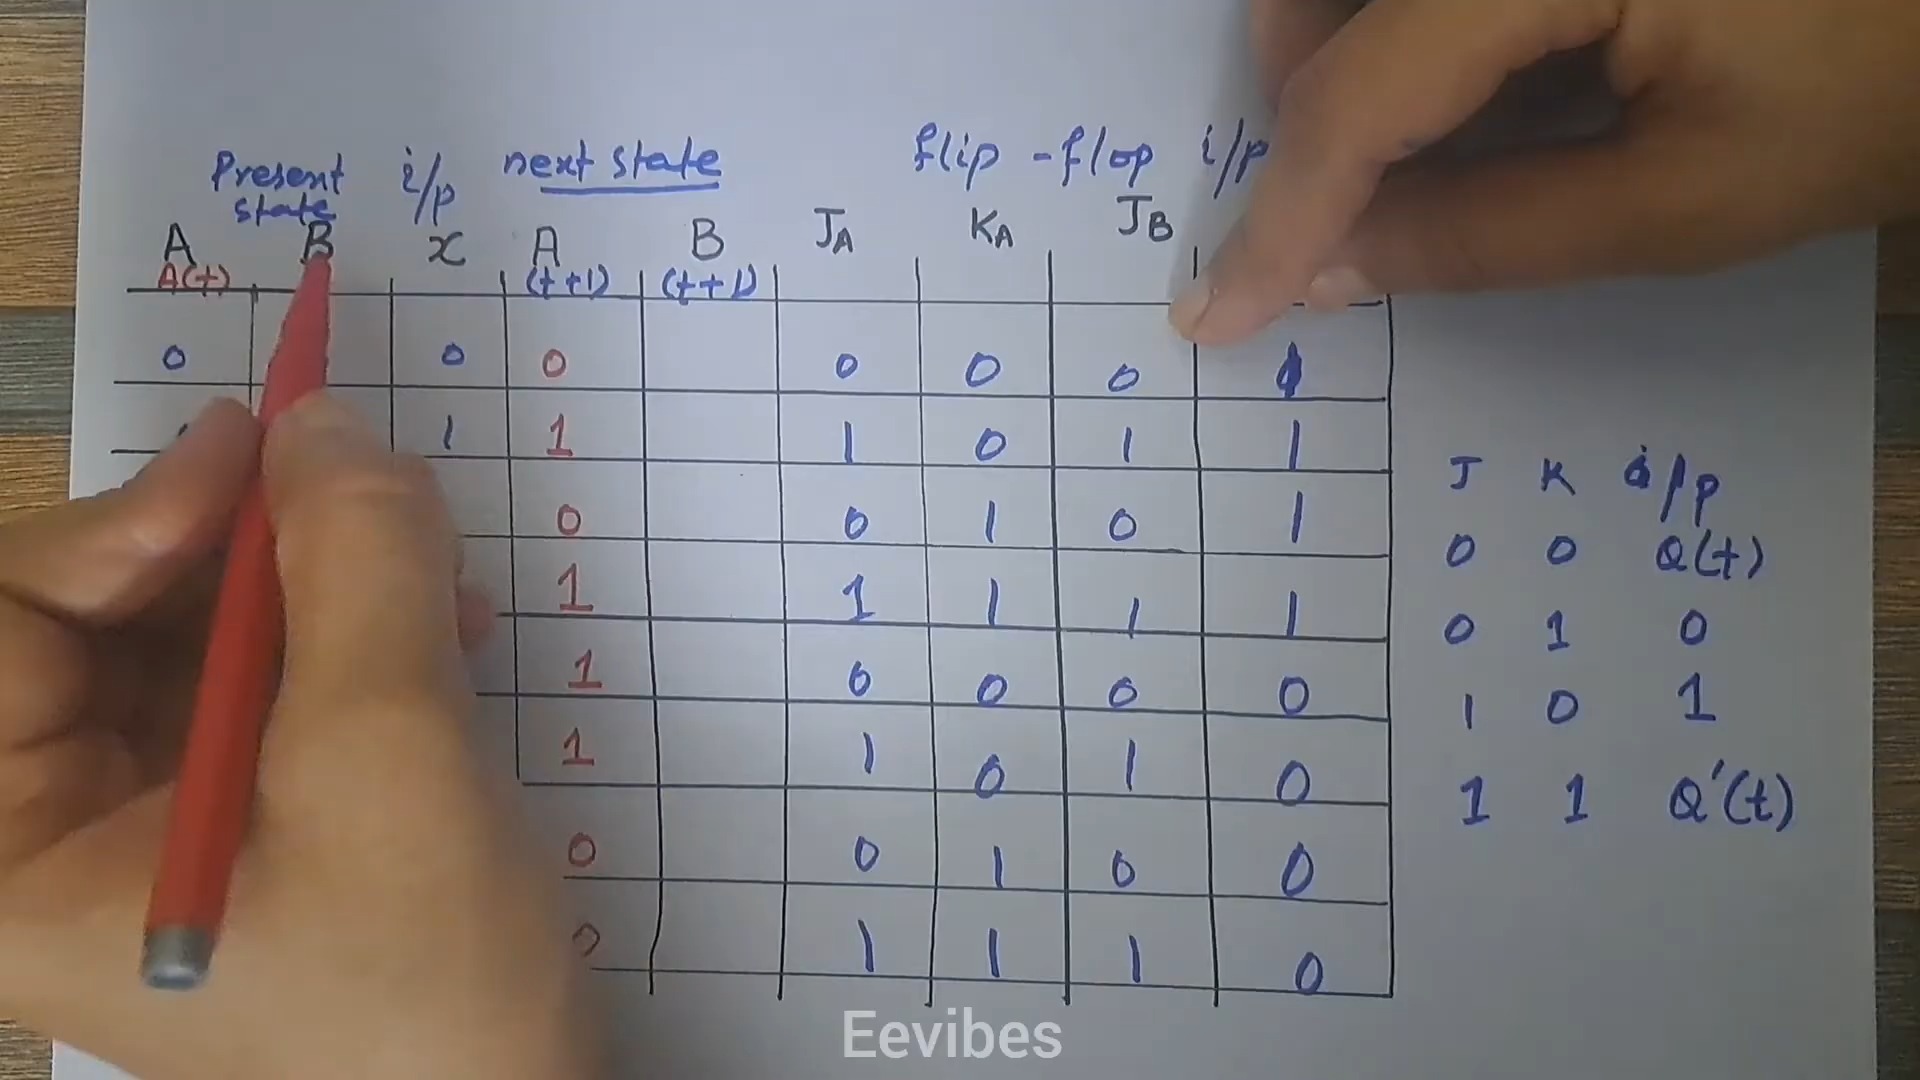 Present i/p next state flip-flop i/p
state
A B x A B JA KA JB
A(t) (t+1) (t+1)
0 0 0 0 0 0
1 1 1 0 1 1
0 0 1 0 1
1 1 1 1 1
1 0 0 0 0
1 1 0 1 0
0 0 1 0 0
1 1 1 0
J K i/p
0 0 Q(t)
0 1 0
1 0 1
1 1 Q'(t)
Eevibes